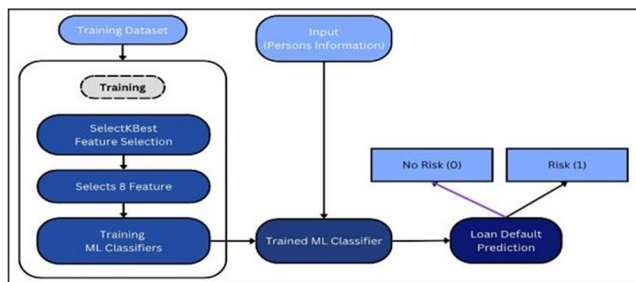 Training Dataset
Input
(Persons Information)
Training
SelectKBest
Feature Selection
Selects 8 Feature
Training
ML Classifiers
Trained ML Classifier
No Risk (0)
Risk (1)
Loan Default
Prediction